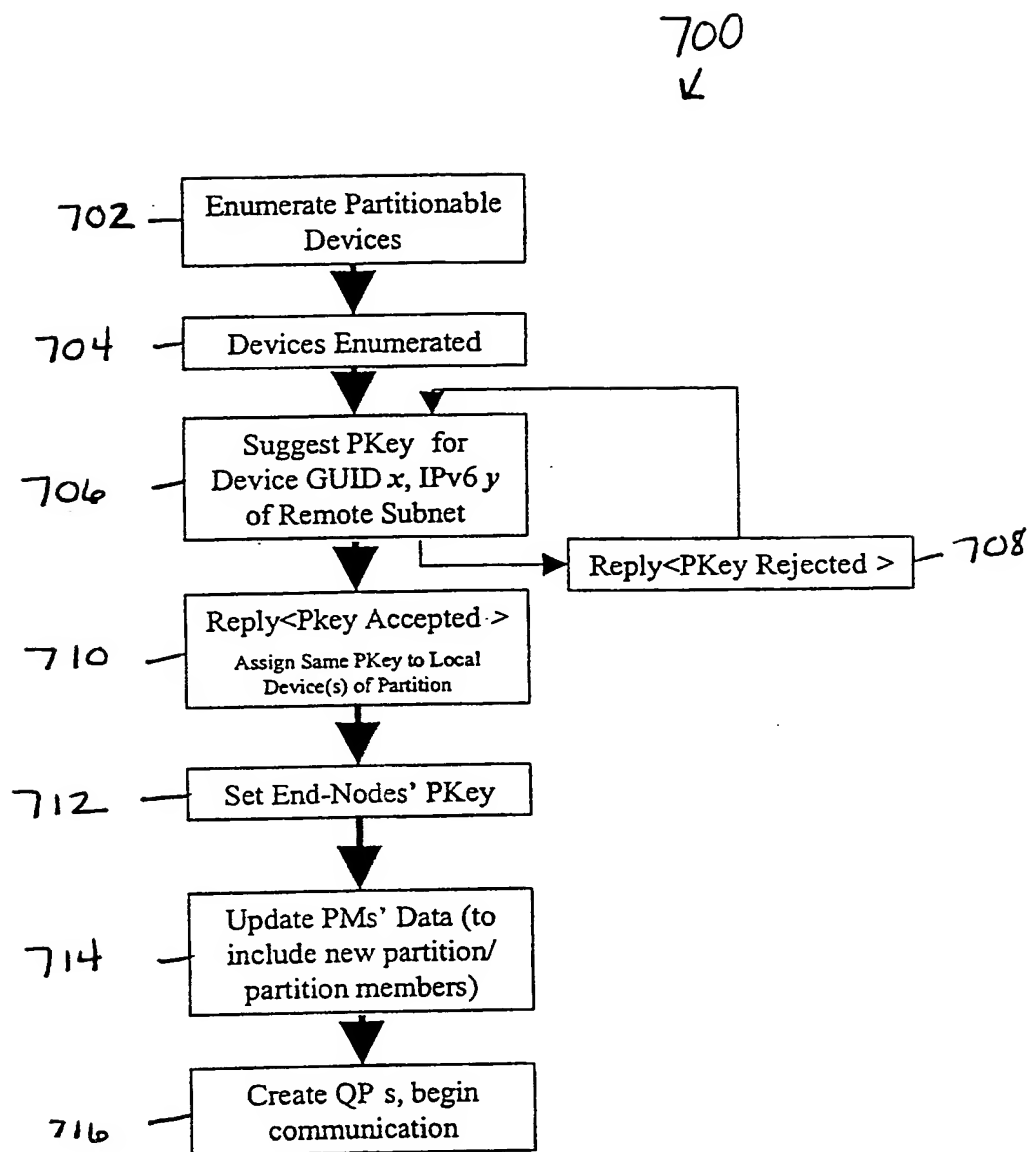 700
702
Enumerate Partitionable
Devices
704
Devices Enumerated
706
Suggest PKey for
Device GUID x, IPv6 y
of Remote Subnet
Reply<PKey Rejected >
708
710
Reply<Pkey Accepted >
Assign Same PKey to Local
Device(s) of Partition
712
Set End-Nodes’ PKey
714
Update PMs’ Data (to
include new partition/
partition members)
716
Create QP s, begin
communication